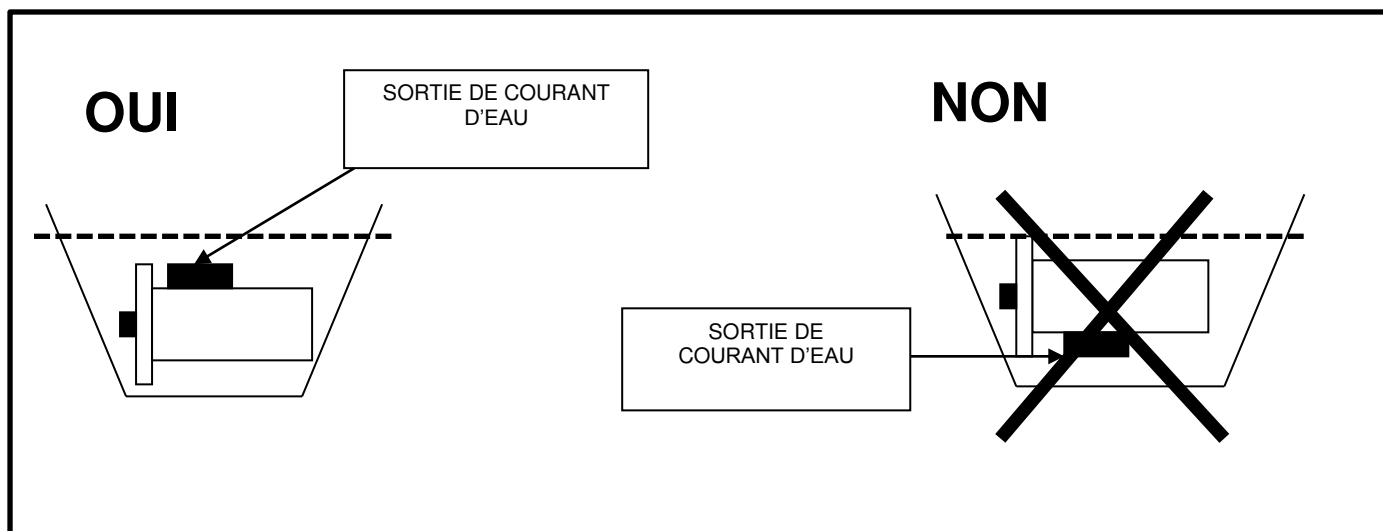 OUI
SORTIE DE COURANT
D'EAU
NON
SORTIE DE
COURANT D'EAU